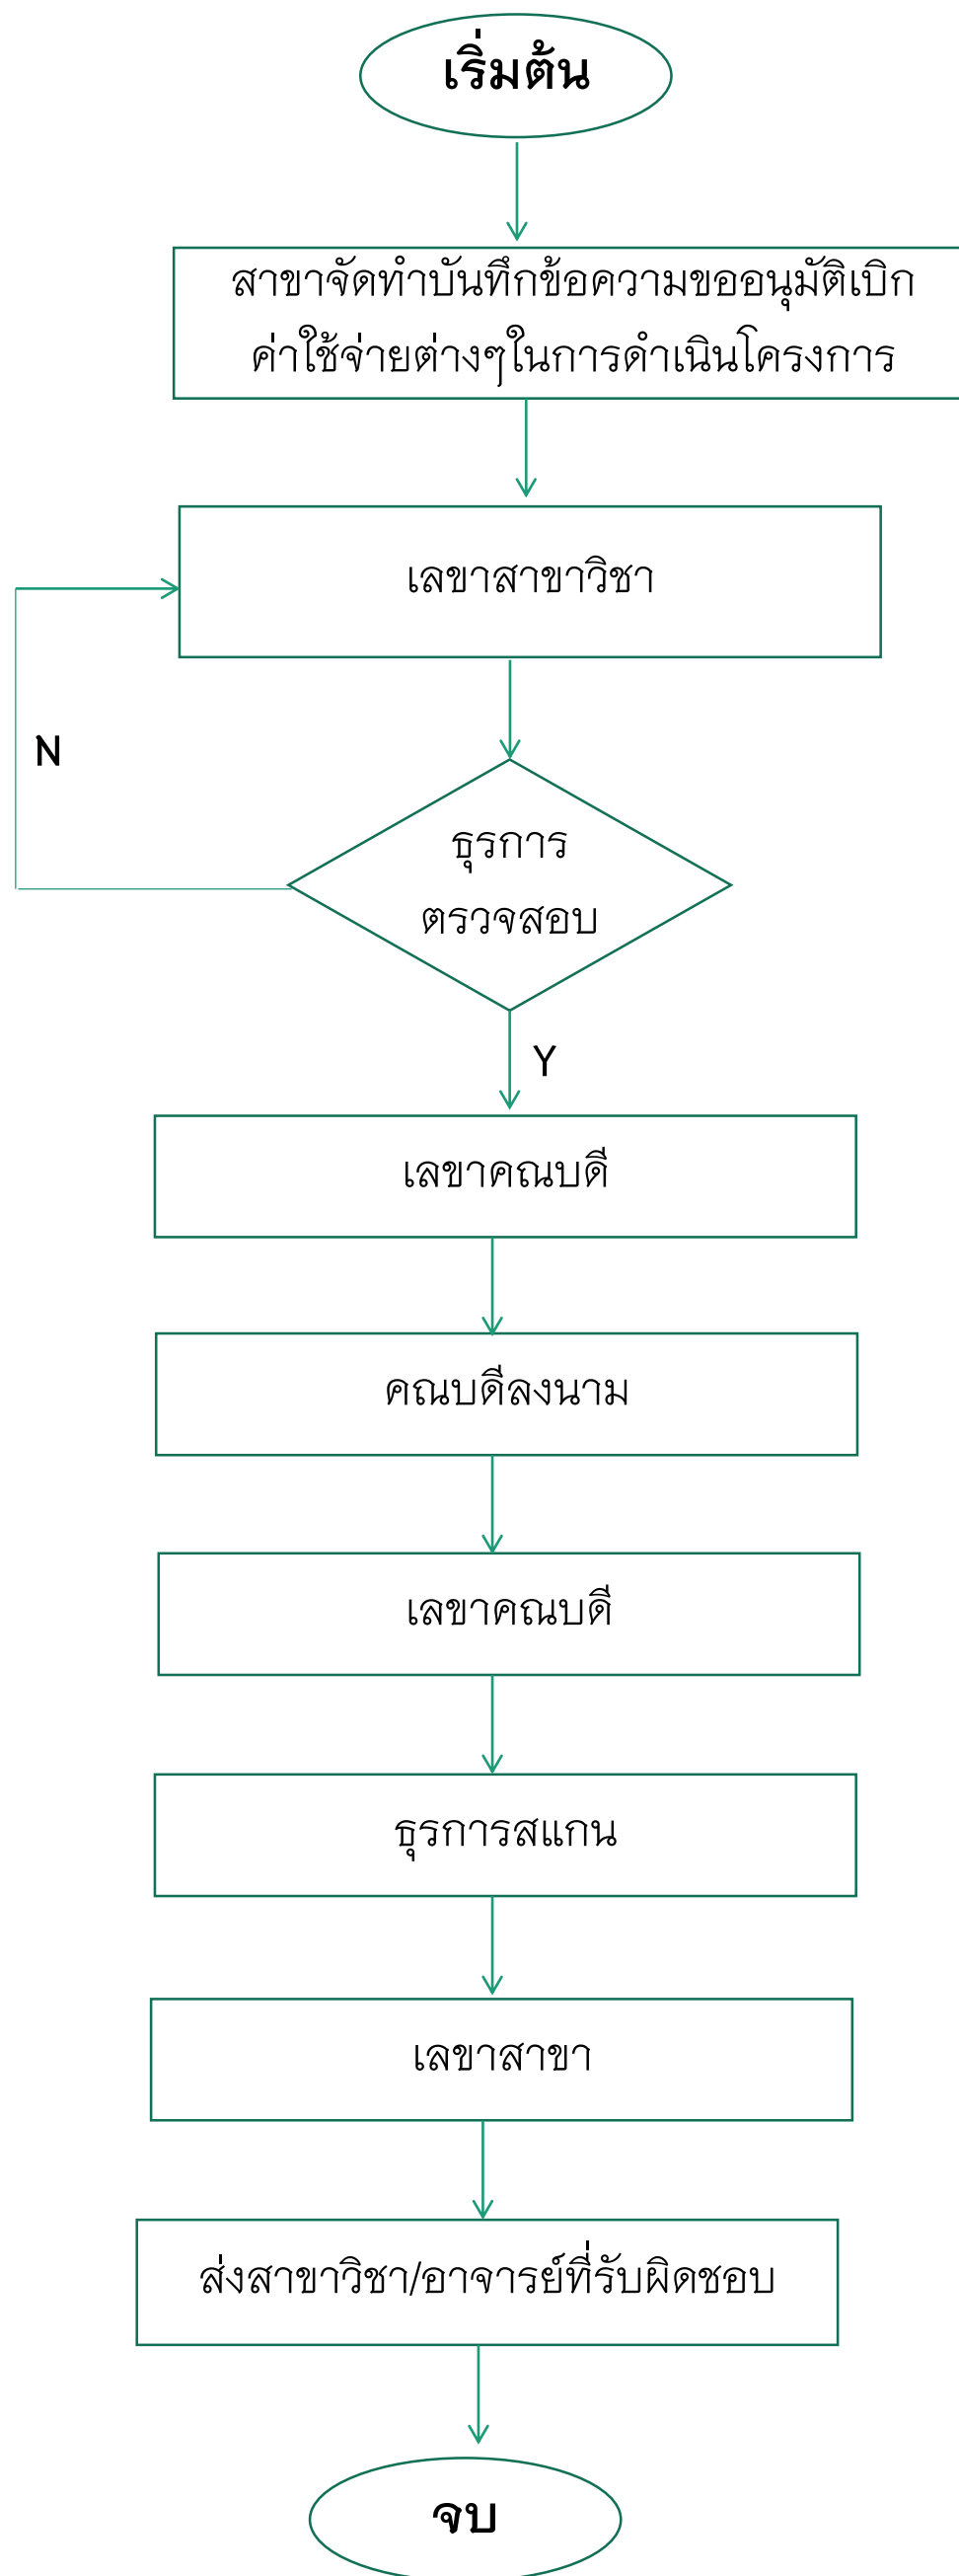 เริ่มต้น
สาขาจัดทำบันทึกข้อความขออนุมัติเบิก
ค่าใช้จ่ายต่างๆในการดำเนินโครงการ
เลขาสาขาวิชา
N
ธุรการ
ตรวจสอบ
Y
เลขาคณบดี
คณบดีลงนาม
เลขาคณบดี
ธุรการสแกน
เลขาสาขา
ส่งสาขาวิชา/อาจารย์ที่รับผิดชอบ
จบ